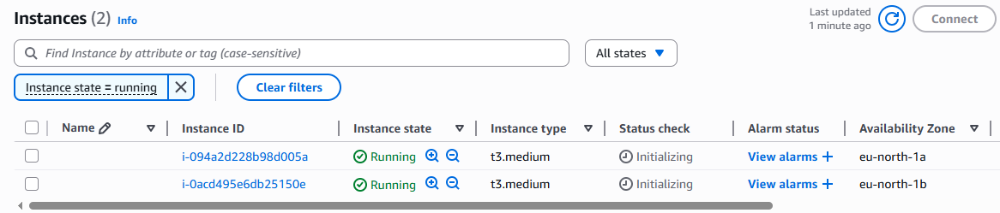 Instances (2) Info
Last updated
1 minute ago
Connect
Find Instance by attribute or tag (case-sensitive)
All states
Instance state = running
Clear filters
Name Instance ID Instance state Instance type Status check Alarm status Availability Zone
i-094a2d228b98d005a Running t3.medium Initializing View alarms + eu-north-1a
i-0acd495e6db25150e Running t3.medium Initializing View alarms + eu-north-1b